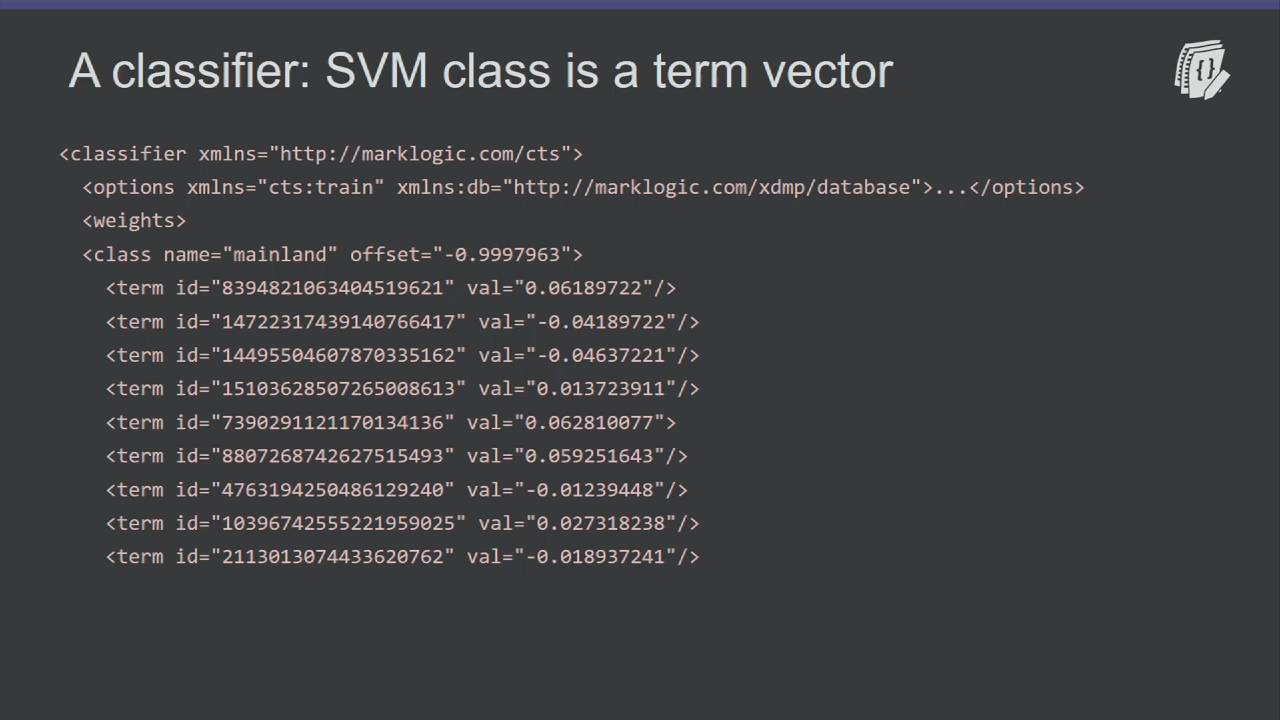 A classifier: SVM class is a term vector
<classifier xmlns="http://marklogic.com/cts">
<options xmlns="cts:train" xmlns:db="http://marklogic.com/xdmp/database">...</options>
<weights>
<class name="mainland" offset="-0.9997963">
<term id="8394821063404519621" val="0.06189722"/>
<term id="14722317439140766417" val="-0.04189722"/>
<term id="14495504607870335162" val="-0.04637221"/>
<term id="15103628507265008613" val="0.013723911"/>
<term id="7390291121170134136" val="0.062810077">
<term id="8807268742627515493" val="0.059251643"/>
<term id="4763194250486129240" val="-0.01239448"/>
<term id="10396742555221959025" val="0.027318238"/>
<term id="2113013074433620762" val="-0.018937241"/>